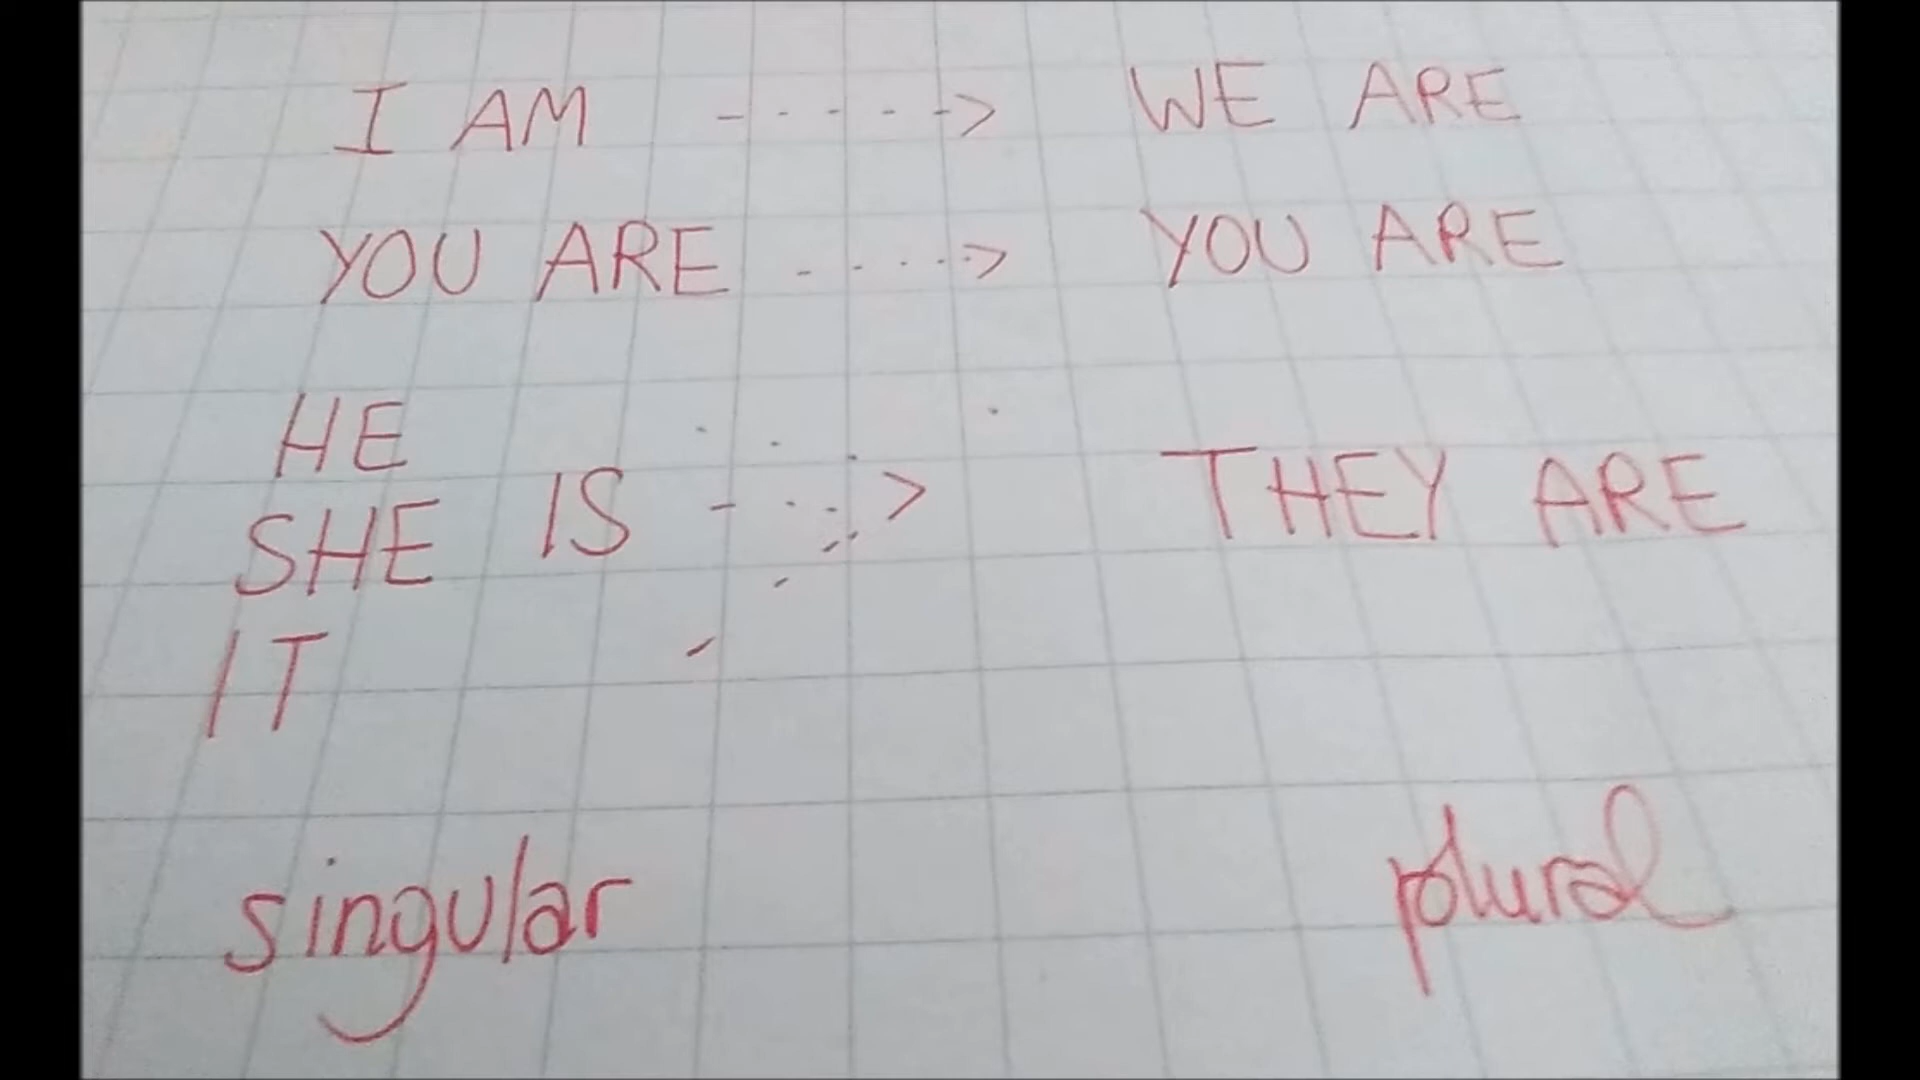 I AM - - - - -> WE ARE
YOU ARE - - - -> YOU ARE
HE
SHE IS - - - -> THEY ARE
IT
singular plural